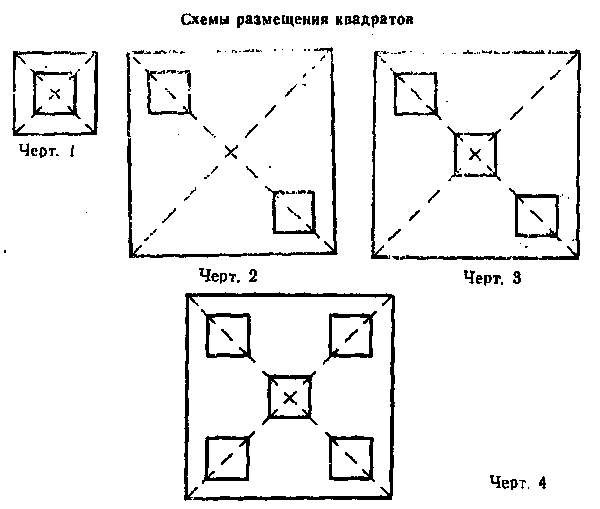 Схемы размещения квадратов
Черт. 1
Черт. 2
Черт. 3
Черт. 4